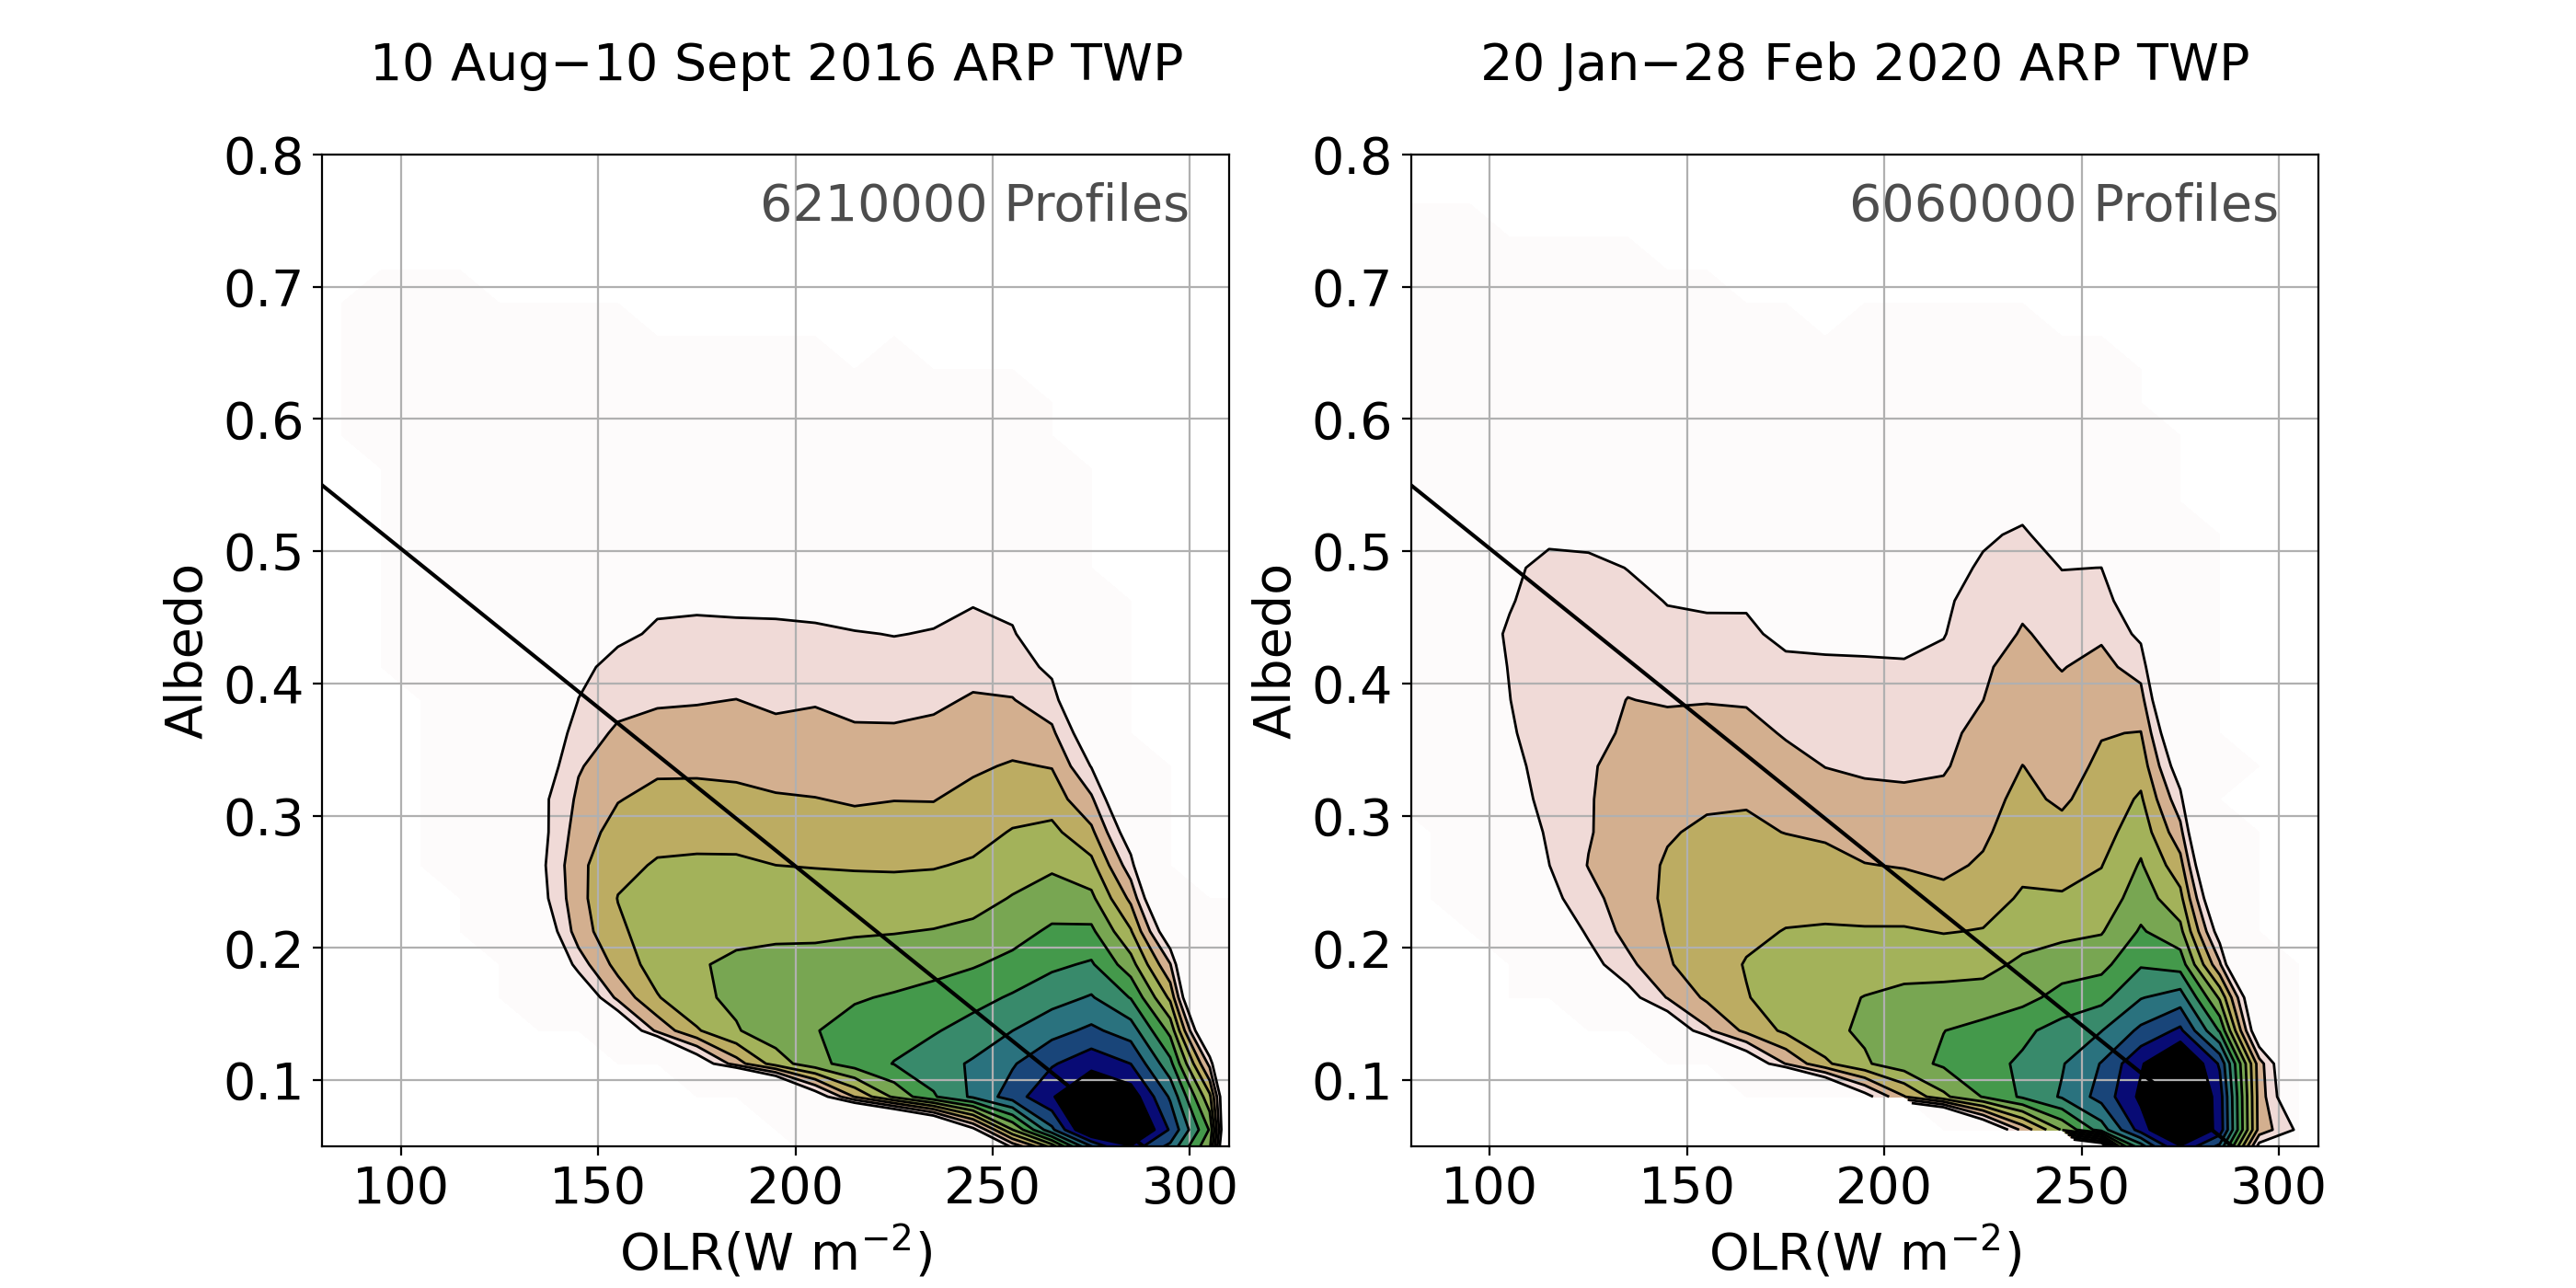 10 Aug−10 Sept 2016 ARP TWP
6210000 Profiles
0.8
0.7
0.6
0.5
0.4
0.3
0.2
0.1
Albedo
100 150 200 250 300
OLR(W m⁻²)
20 Jan−28 Feb 2020 ARP TWP
6060000 Profiles
0.8
0.7
0.6
0.5
0.4
0.3
0.2
0.1
Albedo
100 150 200 250 300
OLR(W m⁻²)